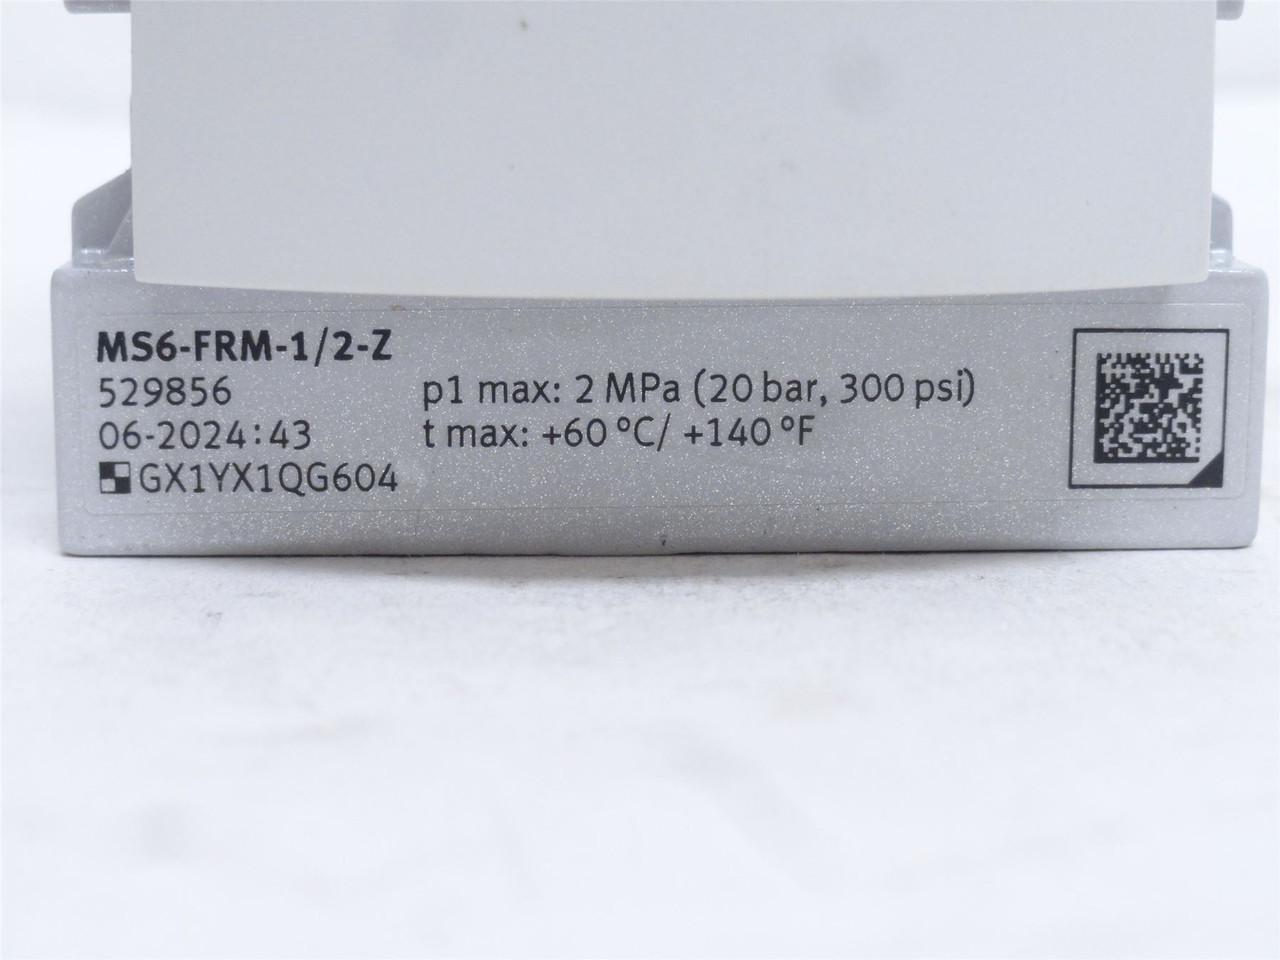 MS6-FRM-1/2-Z
529856
p1 max: 2 MPa (20 bar, 300 psi)
06-2024:43
t max: +60 °C/ +140 °F
GX1YX1QG604